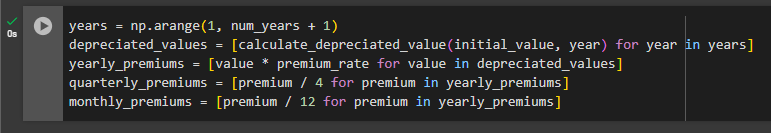 years = np.arange(1, num_years + 1)
depreciated_values = [calculate_depreciated_value(initial_value, year) for year in years]
yearly_premiums = [value * premium_rate for value in depreciated_values]
quarterly_premiums = [premium / 4 for premium in yearly_premiums]
monthly_premiums = [premium / 12 for premium in yearly_premiums]
0s